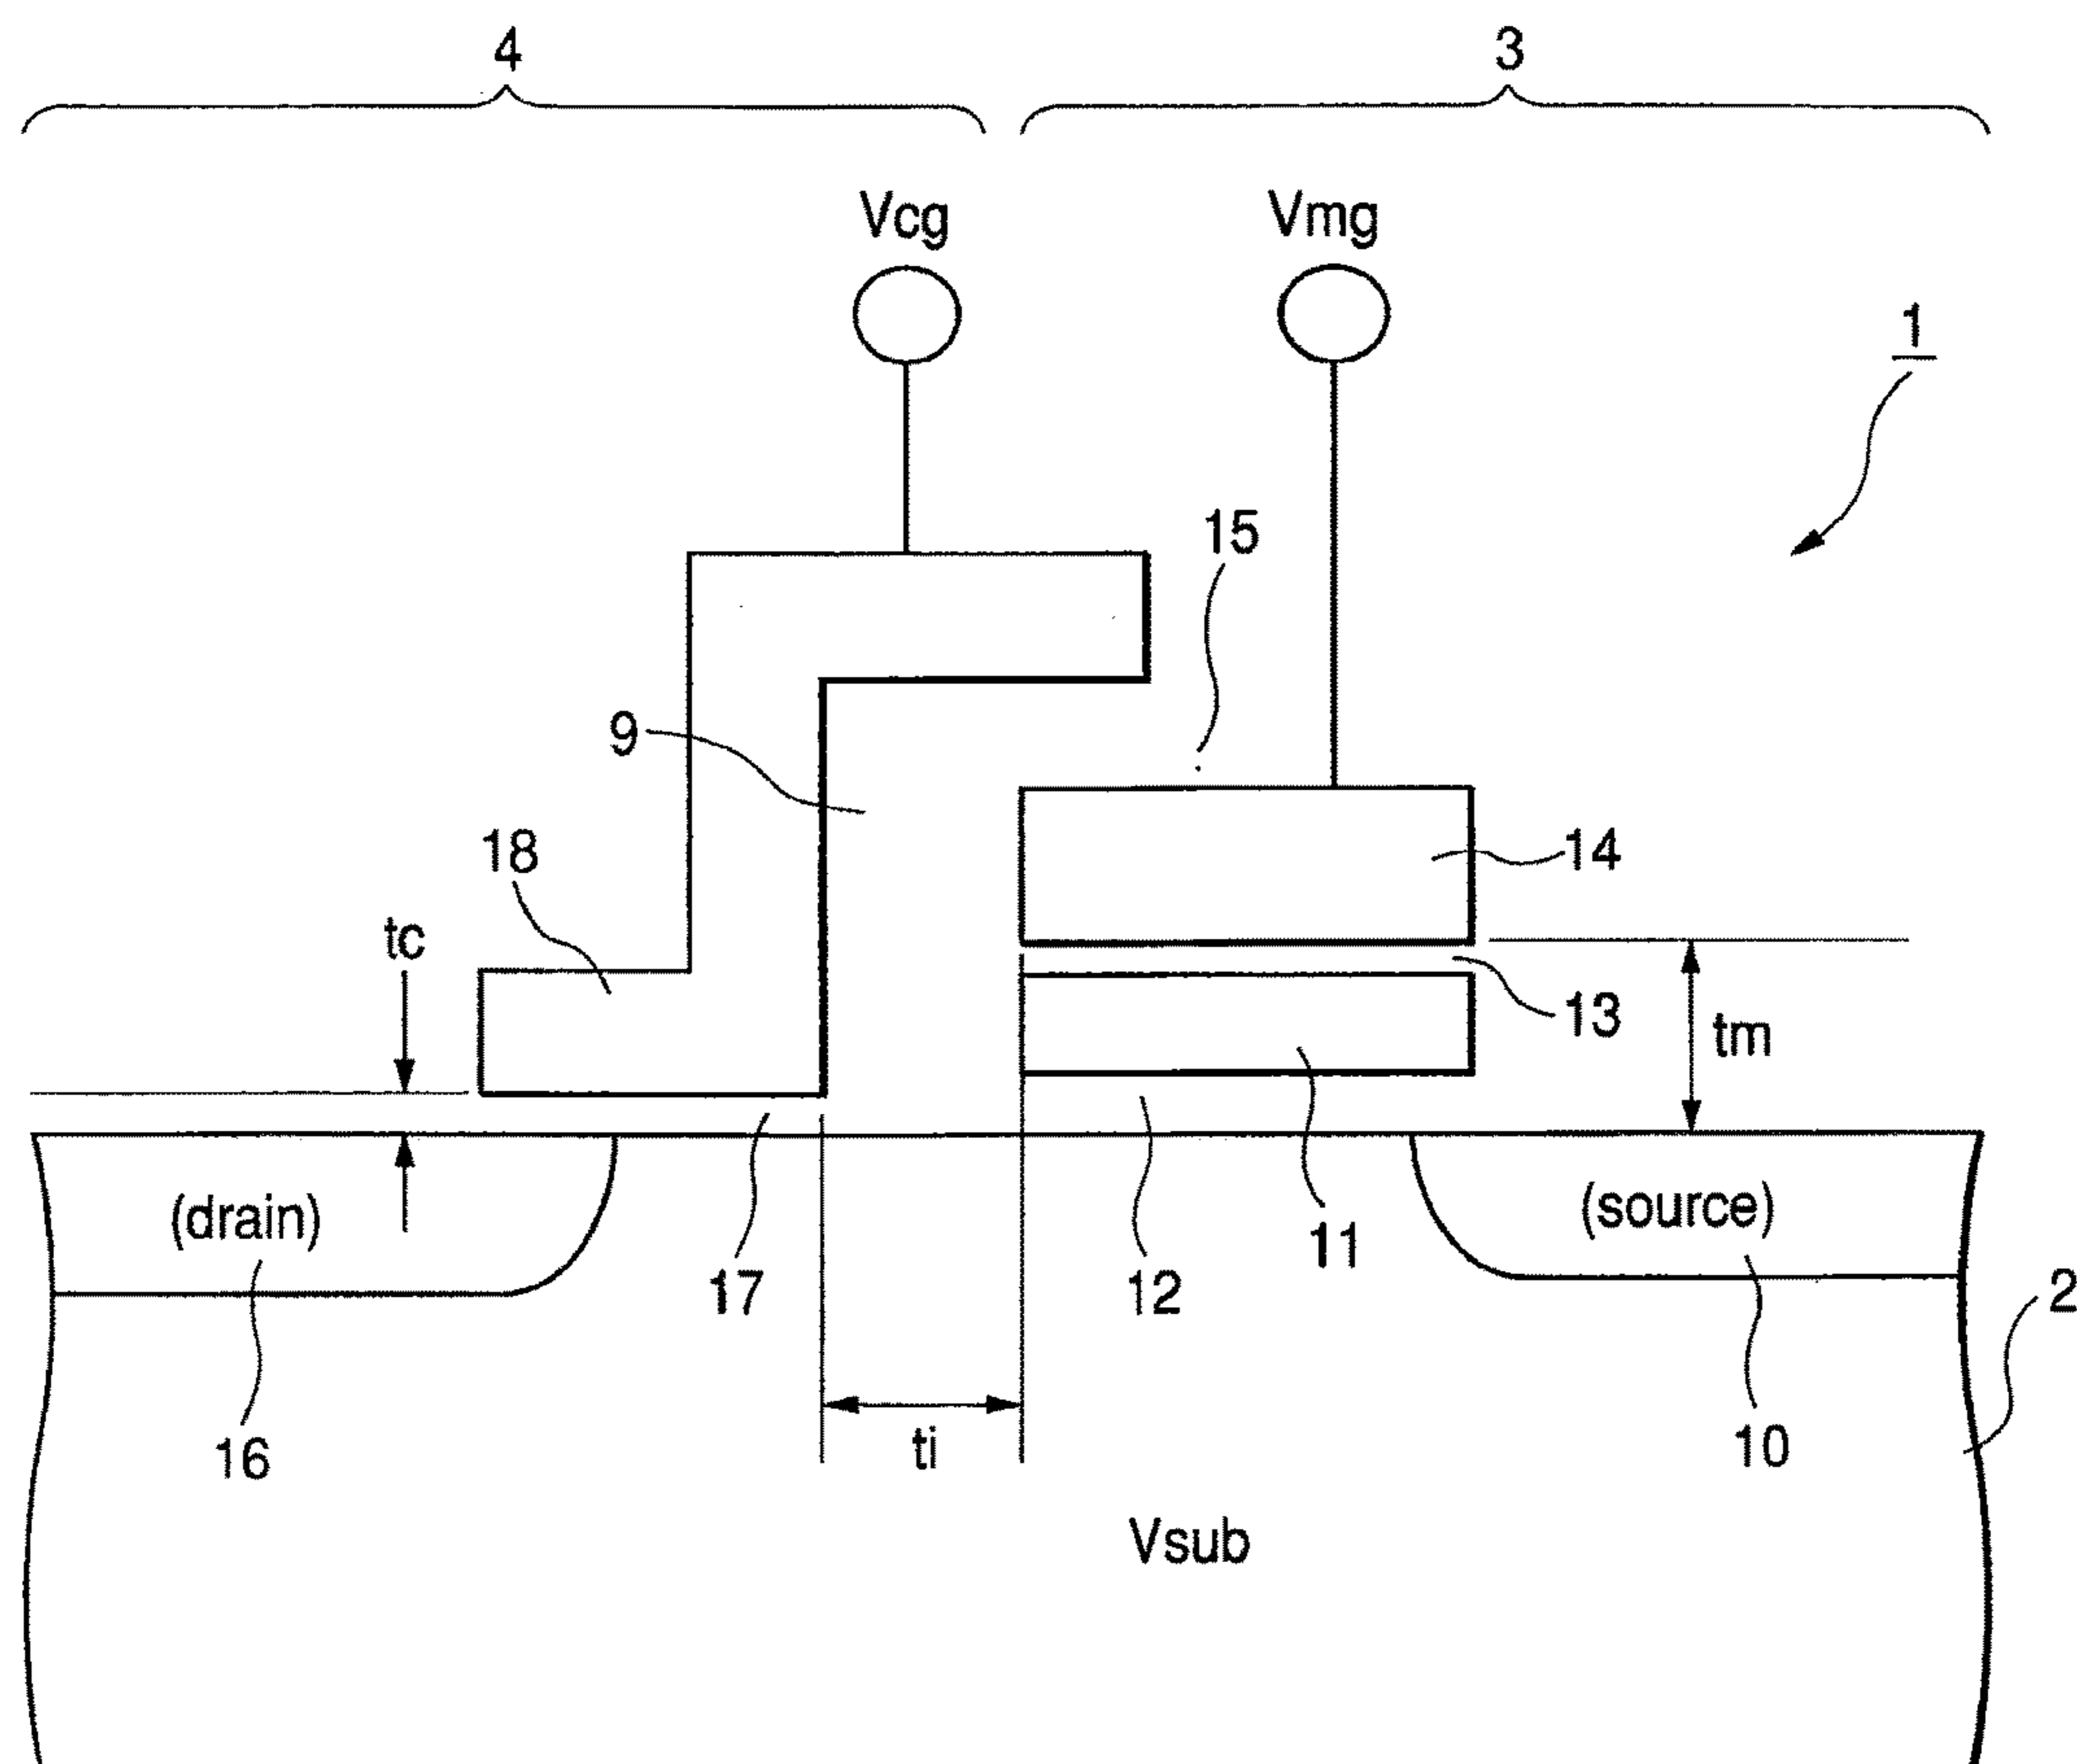 4 3
Vcg Vmg
1
15
9
18 14
tc
13
tm
(drain) (source)
11
17 12 2
16 ti 10
Vsub